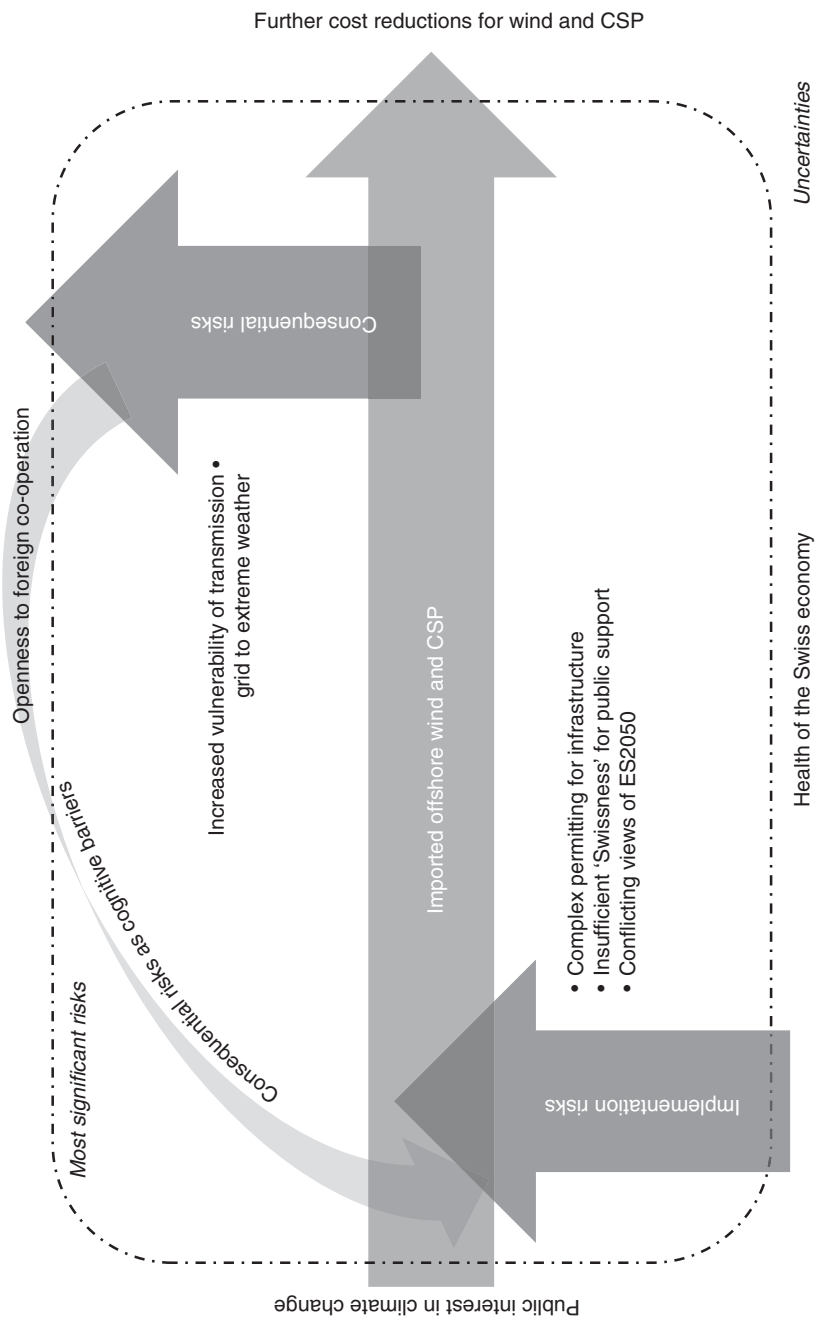 Further cost reductions for wind and CSP
Uncertainties
Openness to foreign co-operation
Consequential risks
Increased vulnerability of transmission •
grid to extreme weather
Consequential risks as cognitive barriers
Most significant risks
Imported offshore wind and CSP
• Complex permitting for infrastructure
• Insufficient ‘Swissness’ for public support
• Conflicting views of ES2050
Implementation risks
Health of the Swiss economy
Public interest in climate change